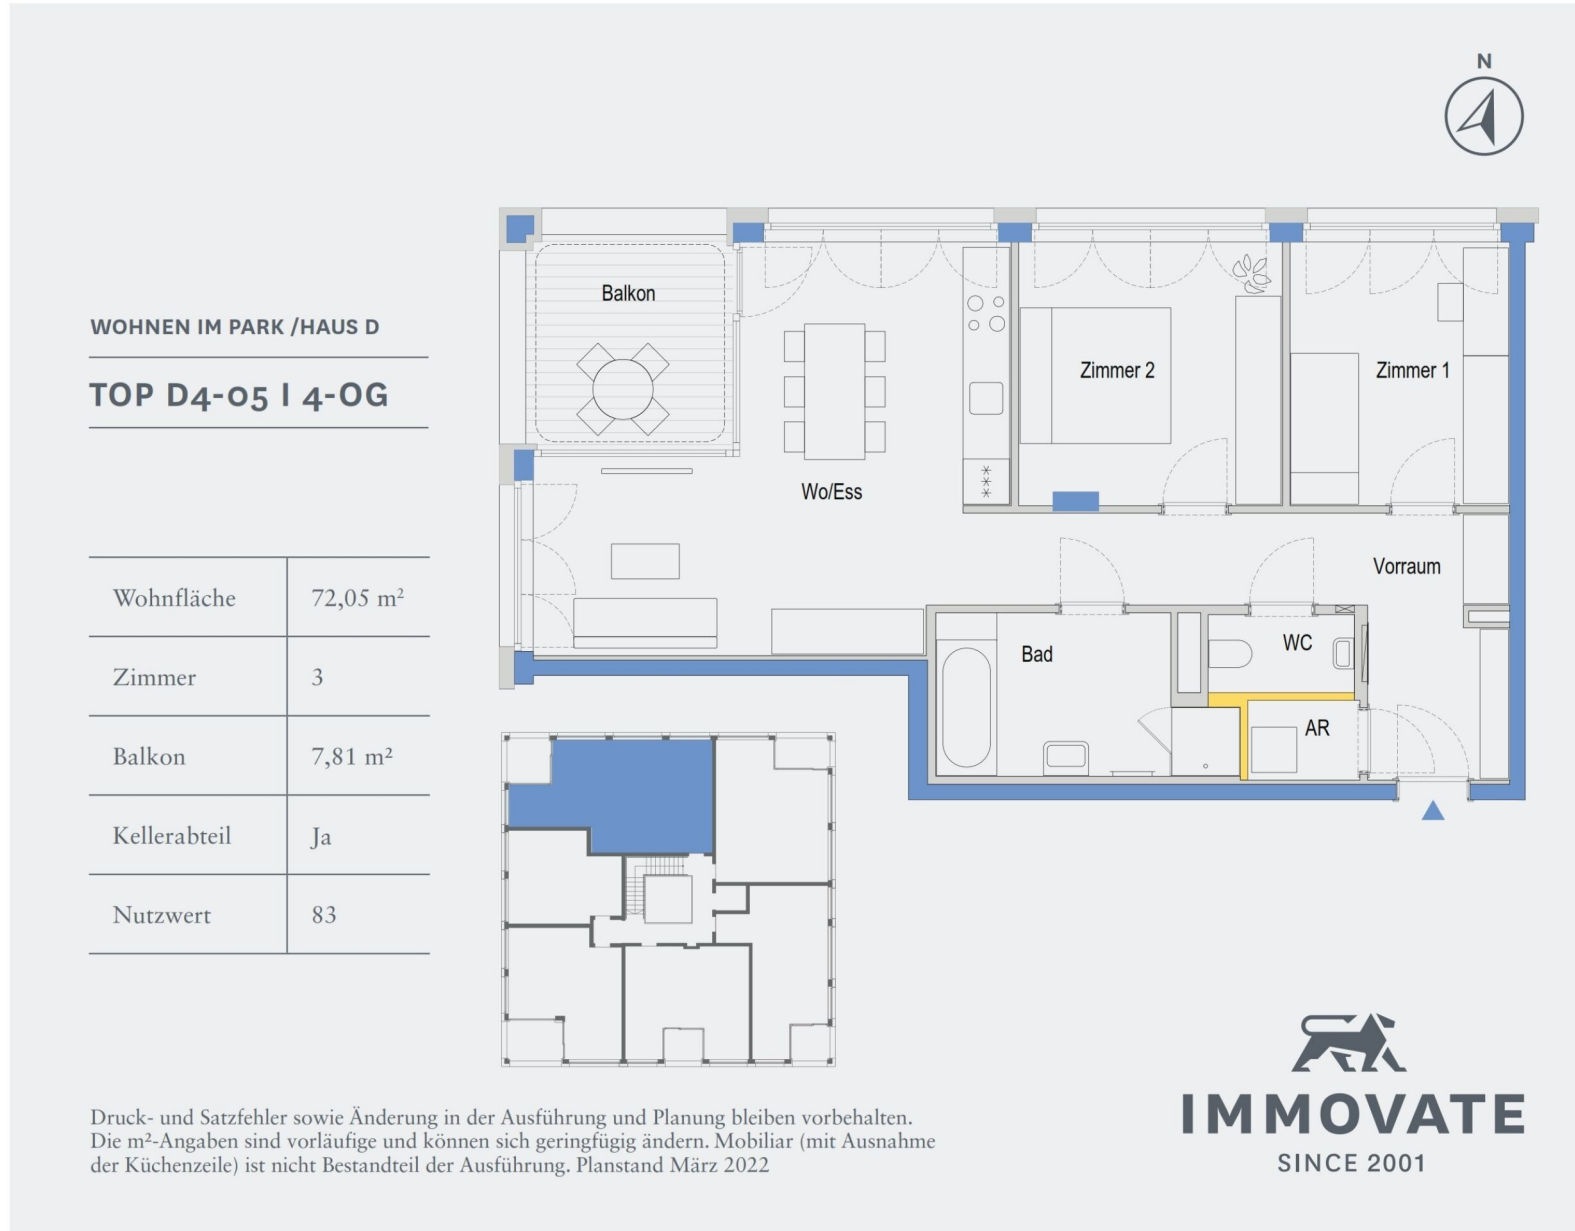 N
WOHNEN IM PARK /HAUS D
TOP D4-05 I 4-OG
Wohnfläche 72,05 m²
Zimmer 3
Balkon 7,81 m²
Kellerabteil Ja
Nutzwert 83
Balkon
Zimmer 2
Zimmer 1
Wo/Ess
Vorraum
Bad
WC
AR
Druck- und Satzfehler sowie Änderung in der Ausführung und Planung bleiben vorbehalten.
Die m²-Angaben sind vorläufige und können sich geringfügig ändern. Mobiliar (mit Ausnahme
der Küchenzeile) ist nicht Bestandteil der Ausführung. Planstand März 2022
IMMOVATE
SINCE 2001